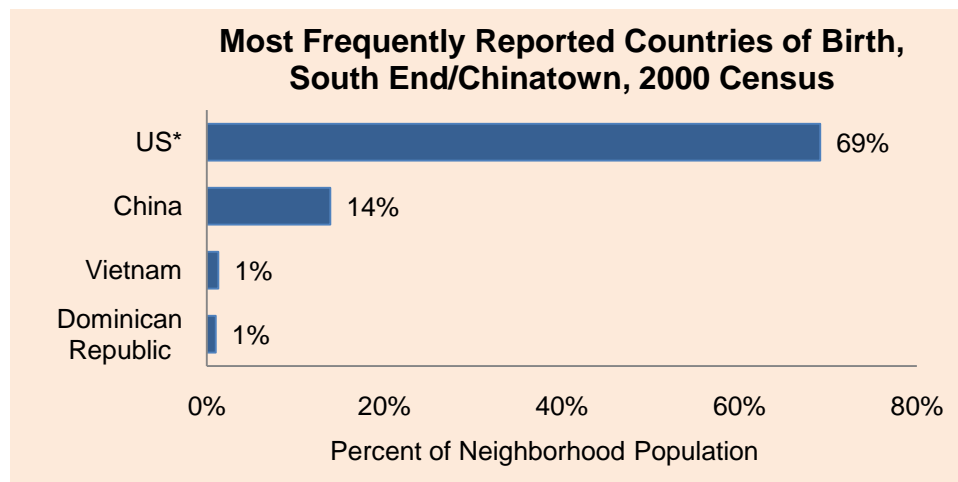 Most Frequently Reported Countries of Birth,
South End/Chinatown, 2000 Census
US*
69%
China
14%
Vietnam
1%
Dominican
Republic
1%
0%
20%
40%
60%
80%
Percent of Neighborhood Population